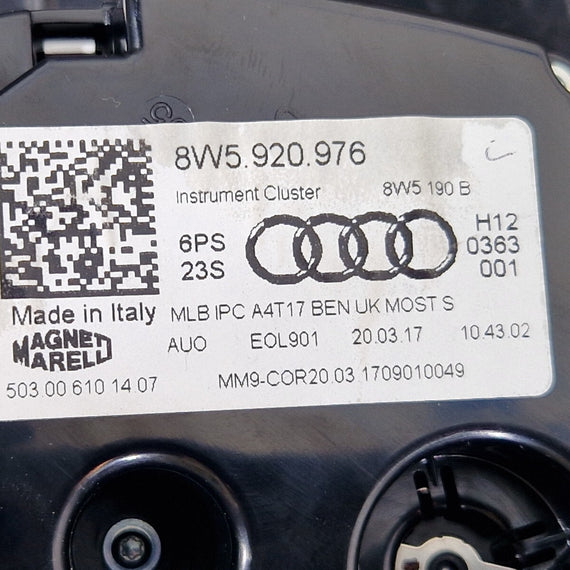 8W5.920.976
Instrument Cluster 8W5 190 B
6PS H12
23S 0363
001
Made in Italy MLB IPC A4T17 BEN UK MOST S
MAGNETI
MARELLI AUO EOL901 20.03.17 10.43.02
503.00 610 14.07 MM9-COR20.03 1709010049